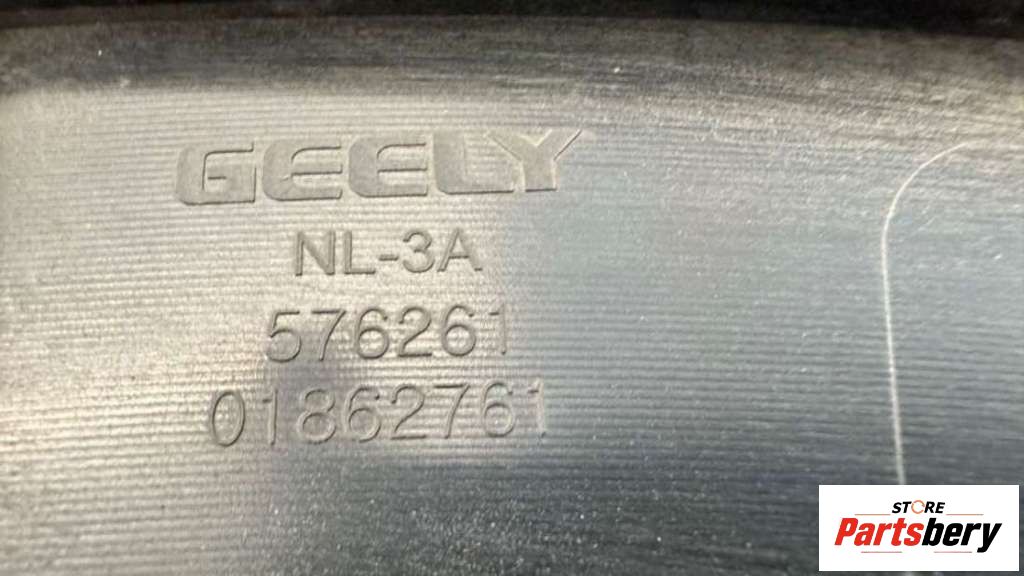 GEELY
NL-3A
576261
01862761
STORE
Partsbery